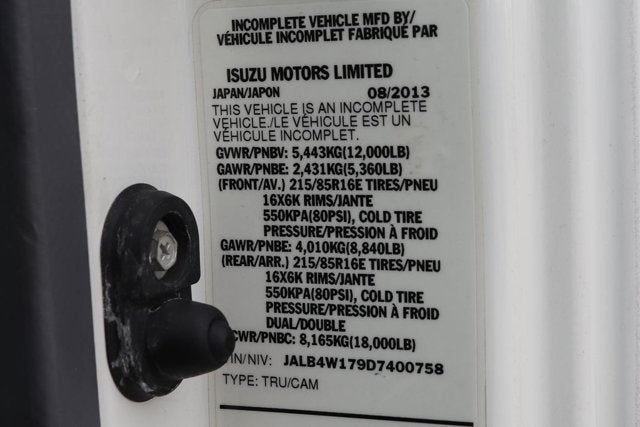 INCOMPLETE VEHICLE MFD BY/
VÉHICULE INCOMPLET FABRIQUÉ PAR
ISUZU MOTORS LIMITED
JAPAN/JAPON 08/2013
THIS VEHICLE IS AN INCOMPLETE
VEHICLE./LE VÉHICULE EST UN
VÉHICULE INCOMPLET.
GVWR/PNBV: 5,443KG(12,000LB)
GAWR/PNBE: 2,431KG(5,360LB)
(FRONT/AV.) 215/85R16E TIRES/PNEU
16X6K RIMS/JANTE
550KPA(80PSI), COLD TIRE
PRESSURE/PRESSION À FROID
GAWR/PNBE: 4,010KG(8,840LB)
(REAR/ARR.) 215/85R16E TIRES/PNEU
16X6K RIMS/JANTE
550KPA(80PSI), COLD TIRE
PRESSURE/PRESSION À FROID
DUAL/DOUBLE
CWR/PNBC: 8,165KG(18,000LB)
IN/NIV: JALB4W179D7400758
TYPE: TRU/CAM